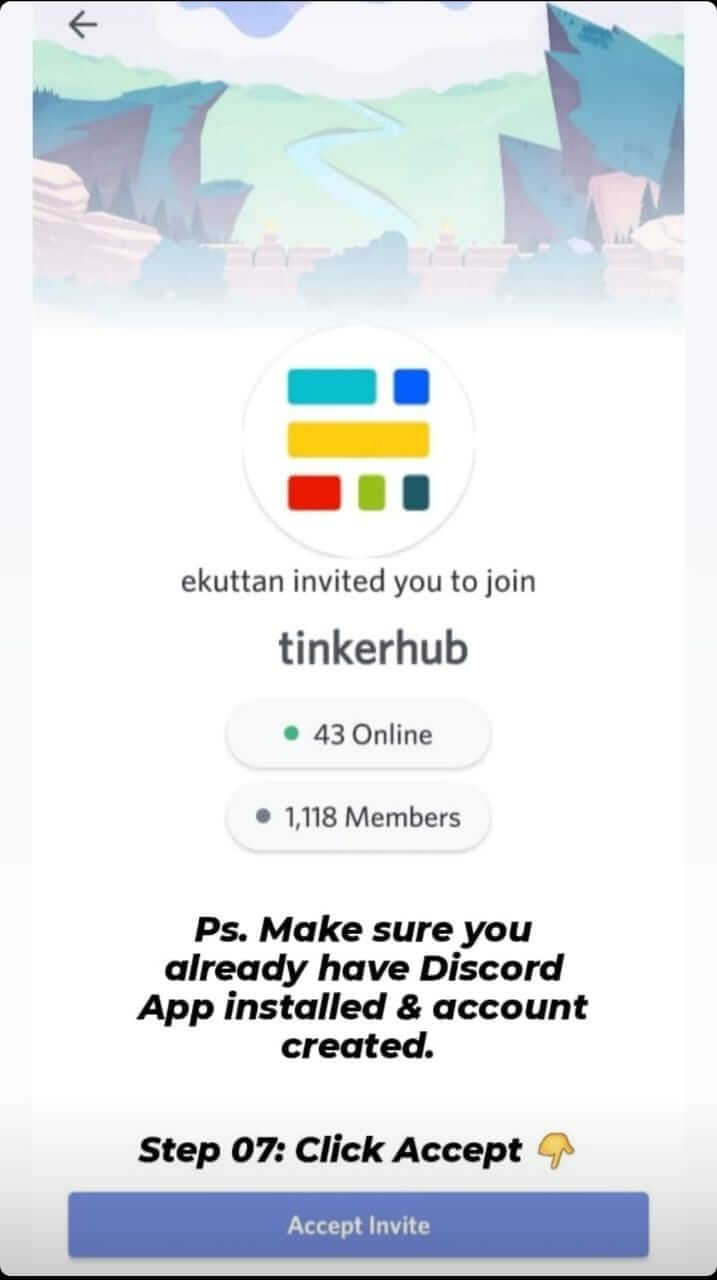 ekuttan invited you to join
tinkerhub
43 Online
1,118 Members
Ps. Make sure you
already have Discord
App installed & account
created.
Step 07: Click Accept 👇
Accept Invite